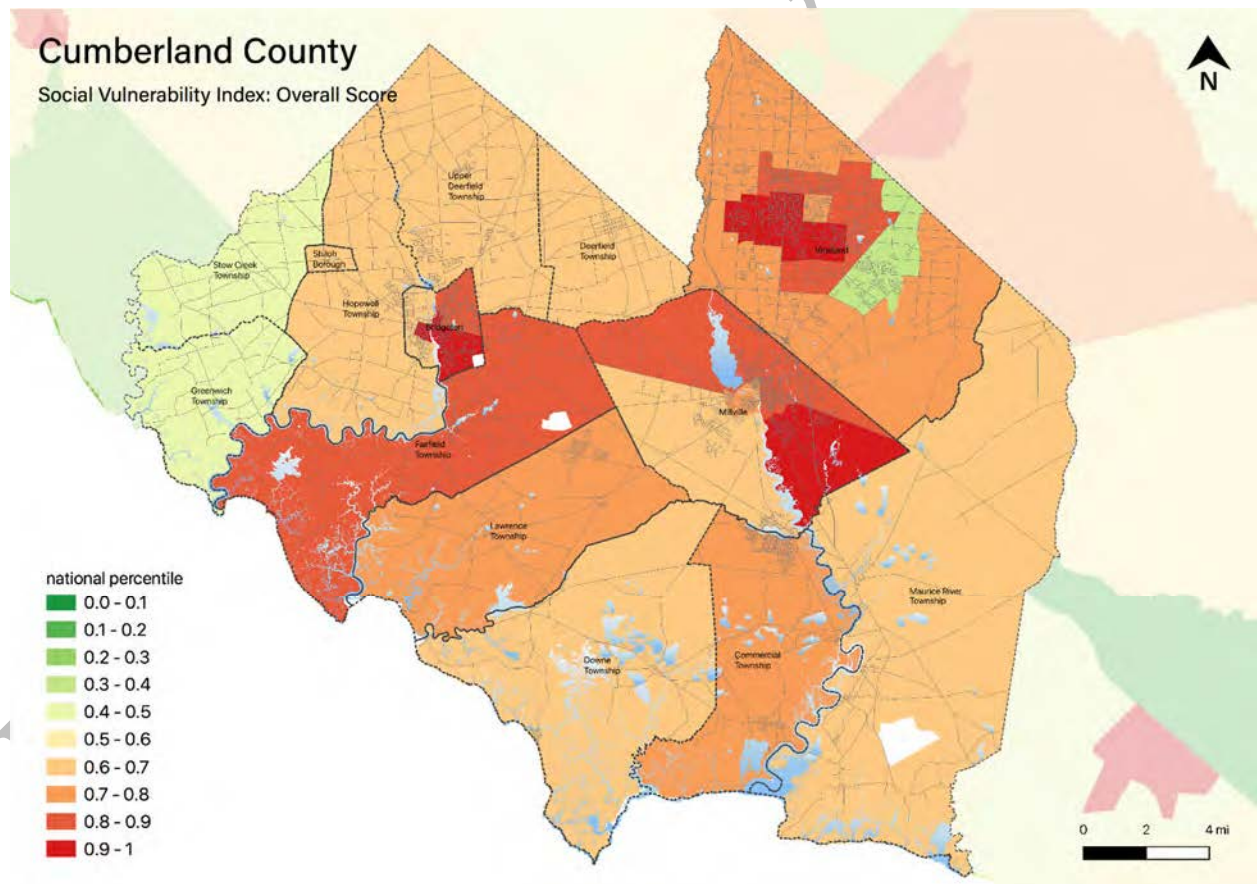 Cumberland County
Social Vulnerability Index: Overall Score
N
Upper
Deerfield
Township
Deerfield
Township
Vineland
Stow Creek
Township
Shiloh
Borough
Hopewell
Township
Bridgeton
Greenwich
Township
Millville
Fairfield
Township
Lawrence
Township
Maurice River
Township
Downe
Township
Commercial
Township
national percentile
0.0 - 0.1
0.1 - 0.2
0.2 - 0.3
0.3 - 0.4
0.4 - 0.5
0.5 - 0.6
0.6 - 0.7
0.7 - 0.8
0.8 - 0.9
0.9 - 1
0 2 4 mi